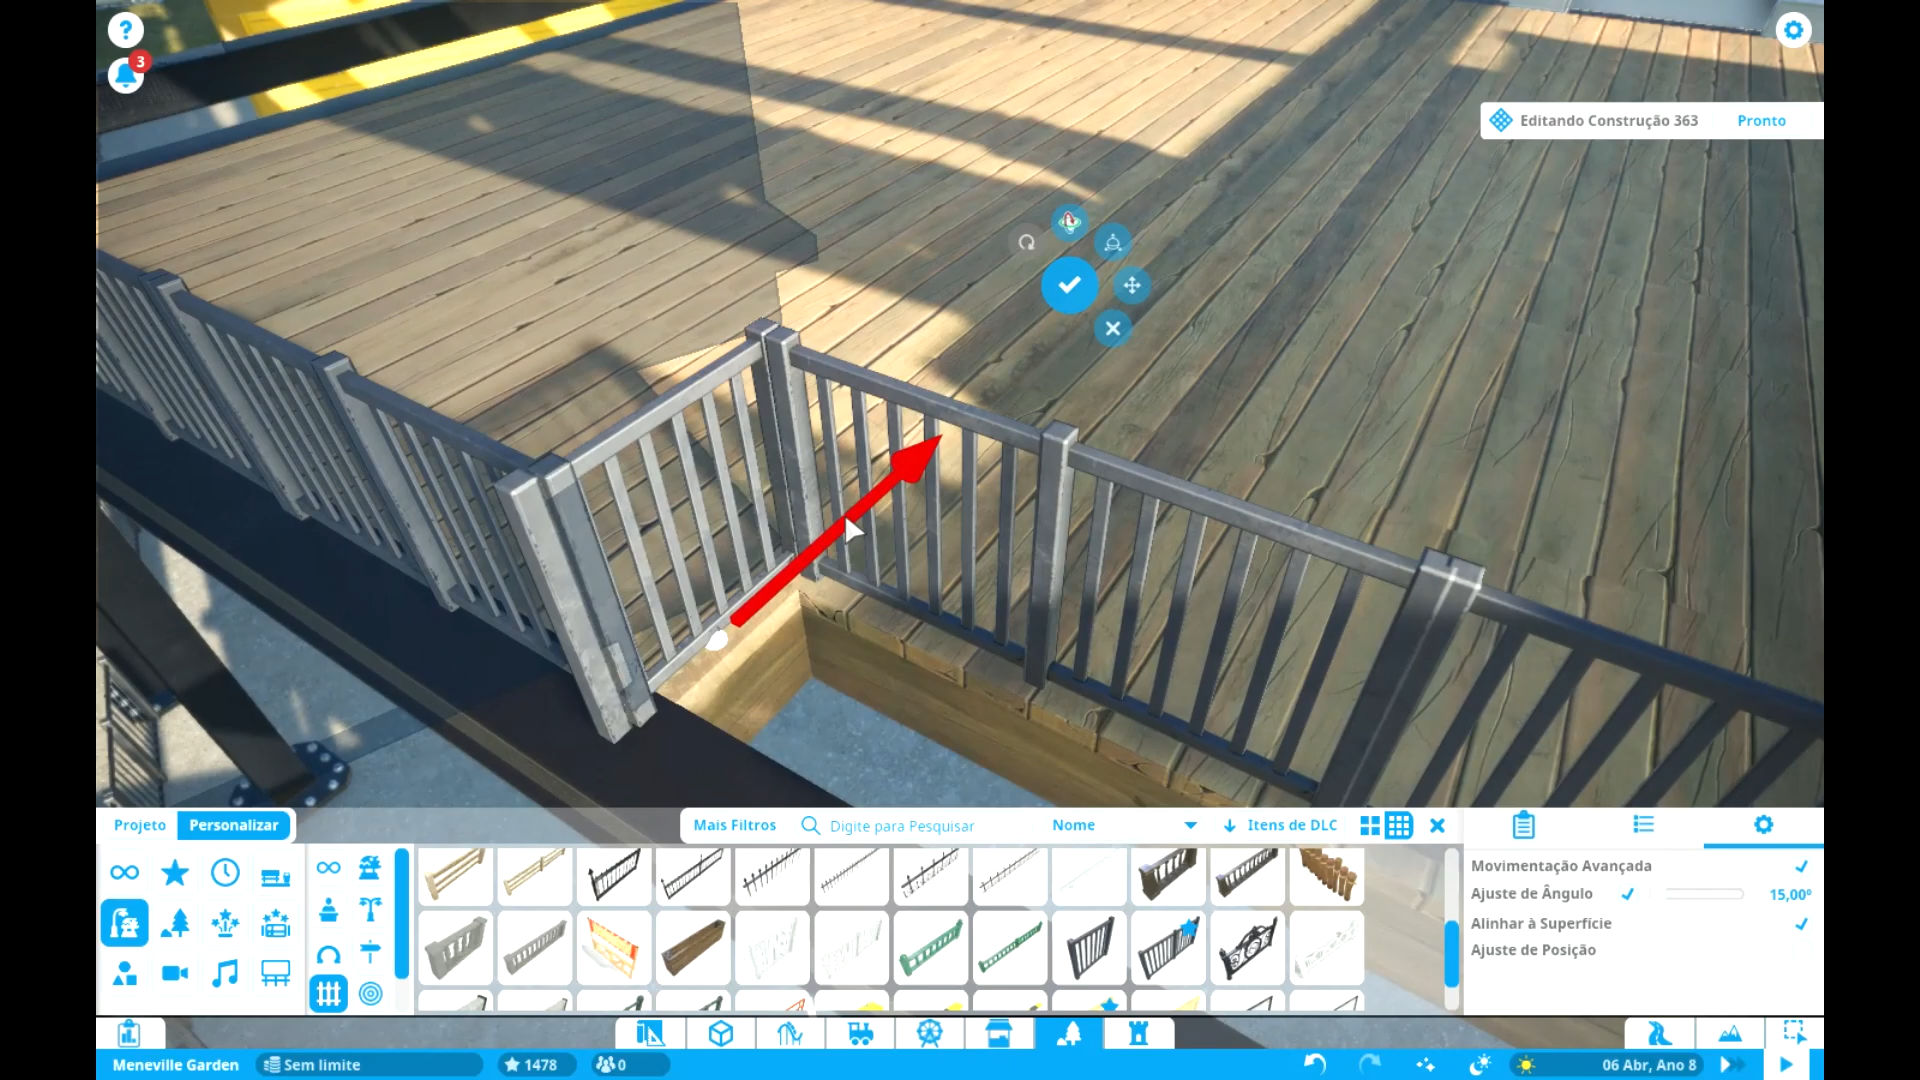 ?
3
Editando Construção 363 Pronto
Projeto Personalizar
Mais Filtros Digite para Pesquisar Nome Itens de DLC
Movimentação Avançada
Ajuste de Ângulo 15,00º
Alinhar à Superfície
Ajuste de Posição
Meneville Garden Sem limite 1478 0 06 Abr, Ano 8